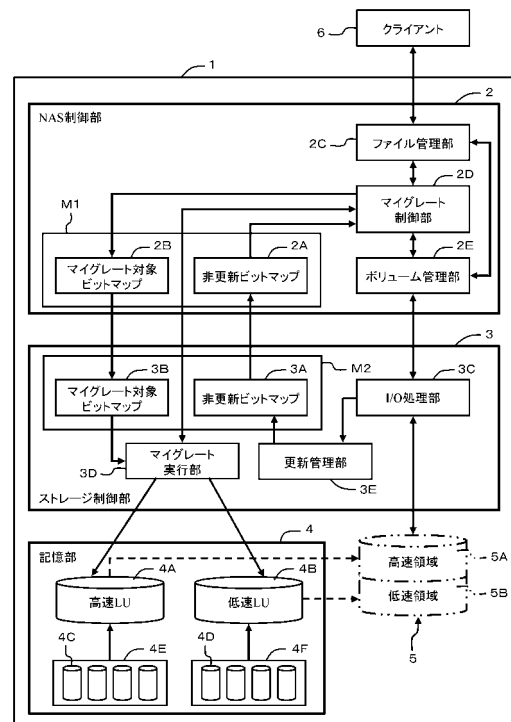 6
クライアント
1
2
NAS制御部
2C
ファイル管理部
2D
マイグレート
制御部
M1
2B
マイグレート対象
ビットマップ
2A
非更新ビットマップ
2E
ボリューム管理部
3
3B
マイグレート対象
ビットマップ
3A
非更新ビットマップ
M2
3C
I/O処理部
マイグレート
実行部
3D
更新管理部
3E
ストレージ制御部
4
記憶部
4A
高速LU
4B
低速LU
高速領域
5A
低速領域
5B
4C
4E
4D
4F
5